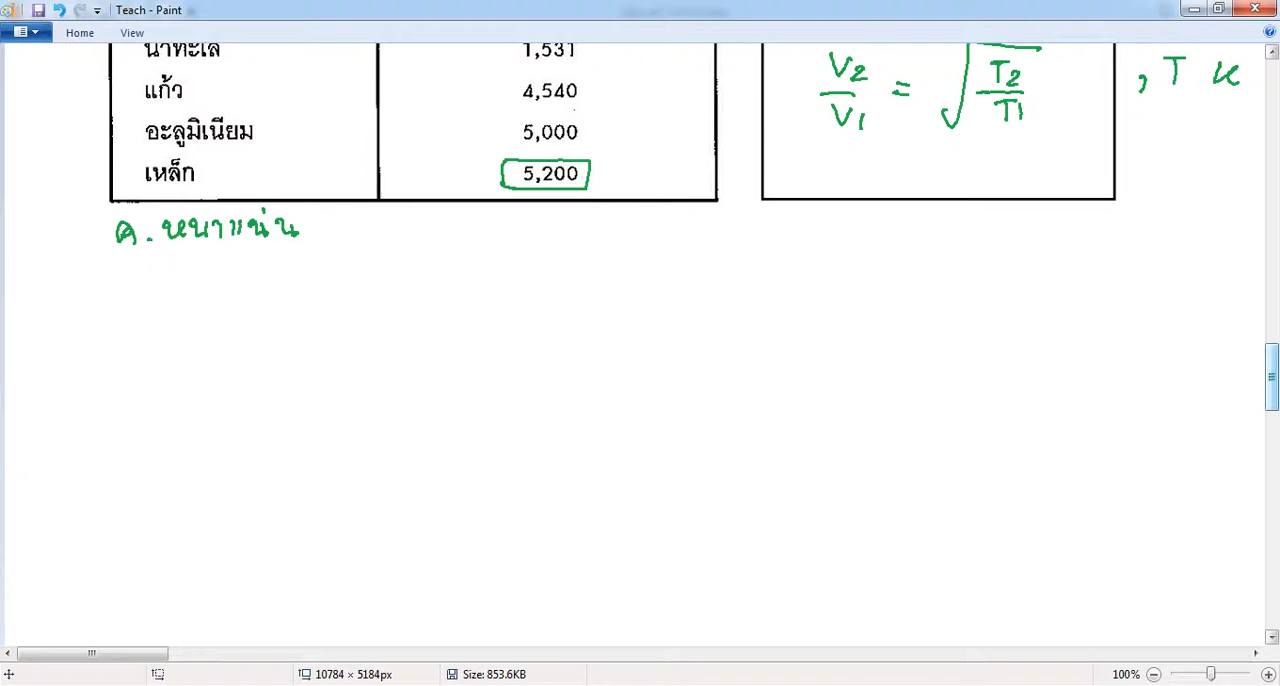 Teach - Paint
Home View
น้ำทะเล 1,531
แก้ว 4,540
อะลูมิเนียม 5,000
เหล็ก 5,200
V2/V1 = √T2/T1 , T K
ค. หนาแน่น
10784 × 5184px Size: 853.6KB 100%